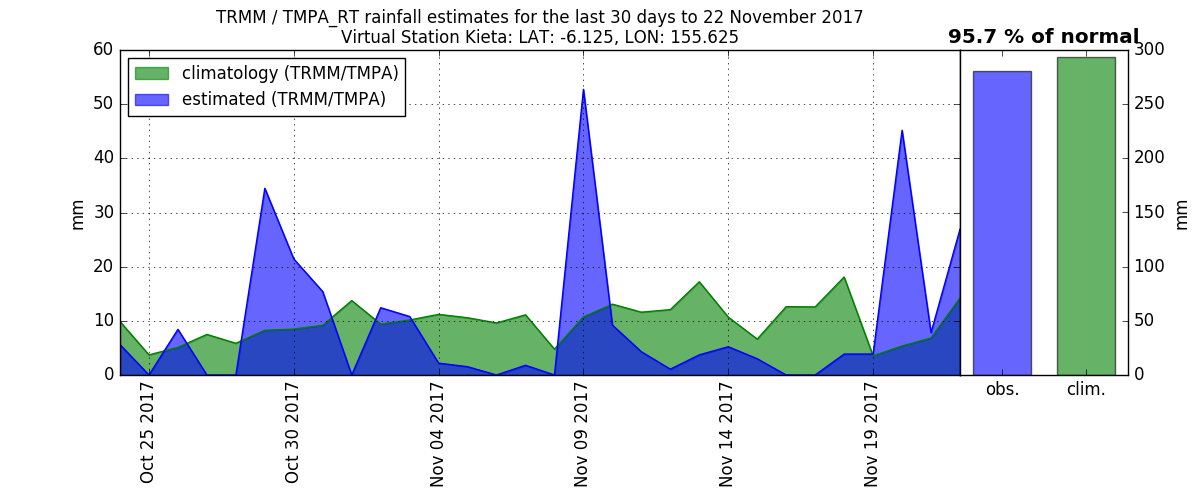 TRMM / TMPA_RT rainfall estimates for the last 30 days to 22 November 2017
Virtual Station Kieta: LAT: -6.125, LON: 155.625
95.7 % of normal
climatology (TRMM/TMPA)
estimated (TRMM/TMPA)
60
50
40
30
20
10
0
mm
300
250
200
150
100
50
0
mm
Oct 25 2017
Oct 30 2017
Nov 04 2017
Nov 09 2017
Nov 14 2017
Nov 19 2017
obs.
clim.